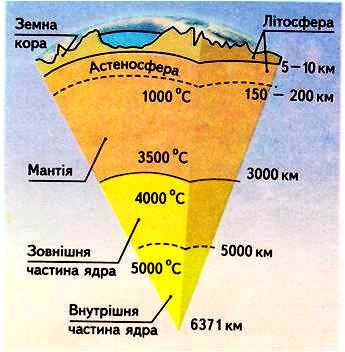 Земна
кора
Літосфера
Астеносфера
5–10 км
1000 °C
150 – 200 км
3500 °C
Мантія
3000 км
4000 °C
Зовнішня
частина ядра
5000 км
5000 °C
Внутрішня
частина ядра
6371 км